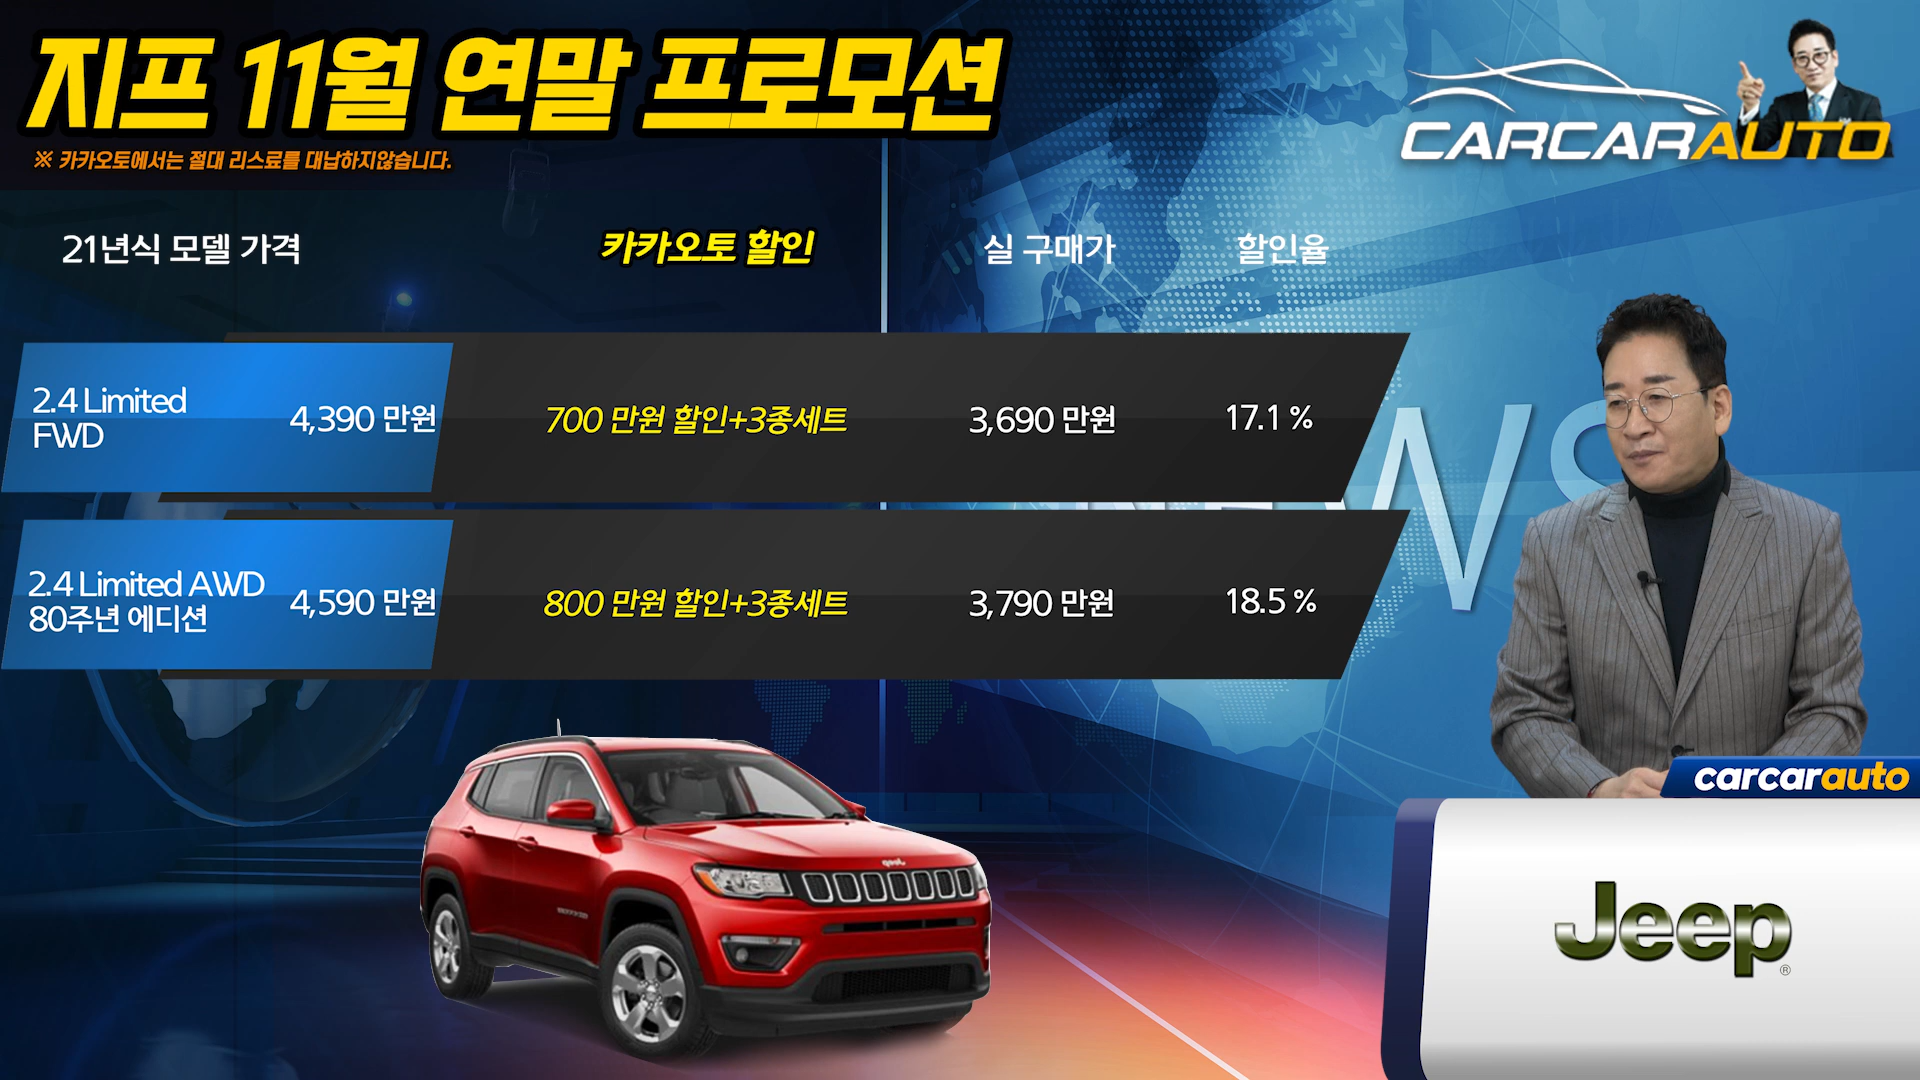 지프 11월 연말 프로모션
※ 카카오토에서는 절대 리스료를 대납하지않습니다.
CARCARAUTO
21년식 모델 가격 카카오토 할인 실 구매가 할인율
2.4 Limited
FWD
4,390 만원 700 만원 할인+3종세트 3,690 만원 17.1 %
2.4 Limited AWD
80주년 에디션
4,590 만원 800 만원 할인+3종세트 3,790 만원 18.5 %
carcarauto
Jeep
®